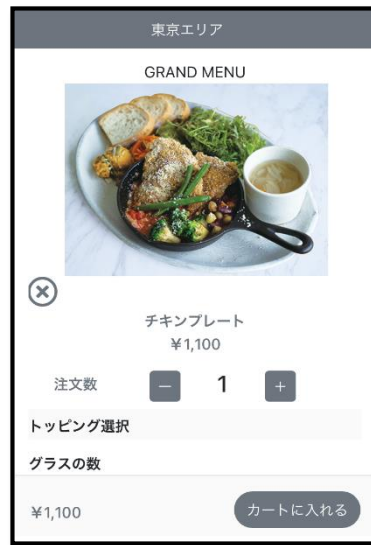 東京エリア
GRAND MENU
チキンプレート
¥1,100
注文数 － 1 ＋
トッピング選択
グラスの数
¥1,100 カートに入れる